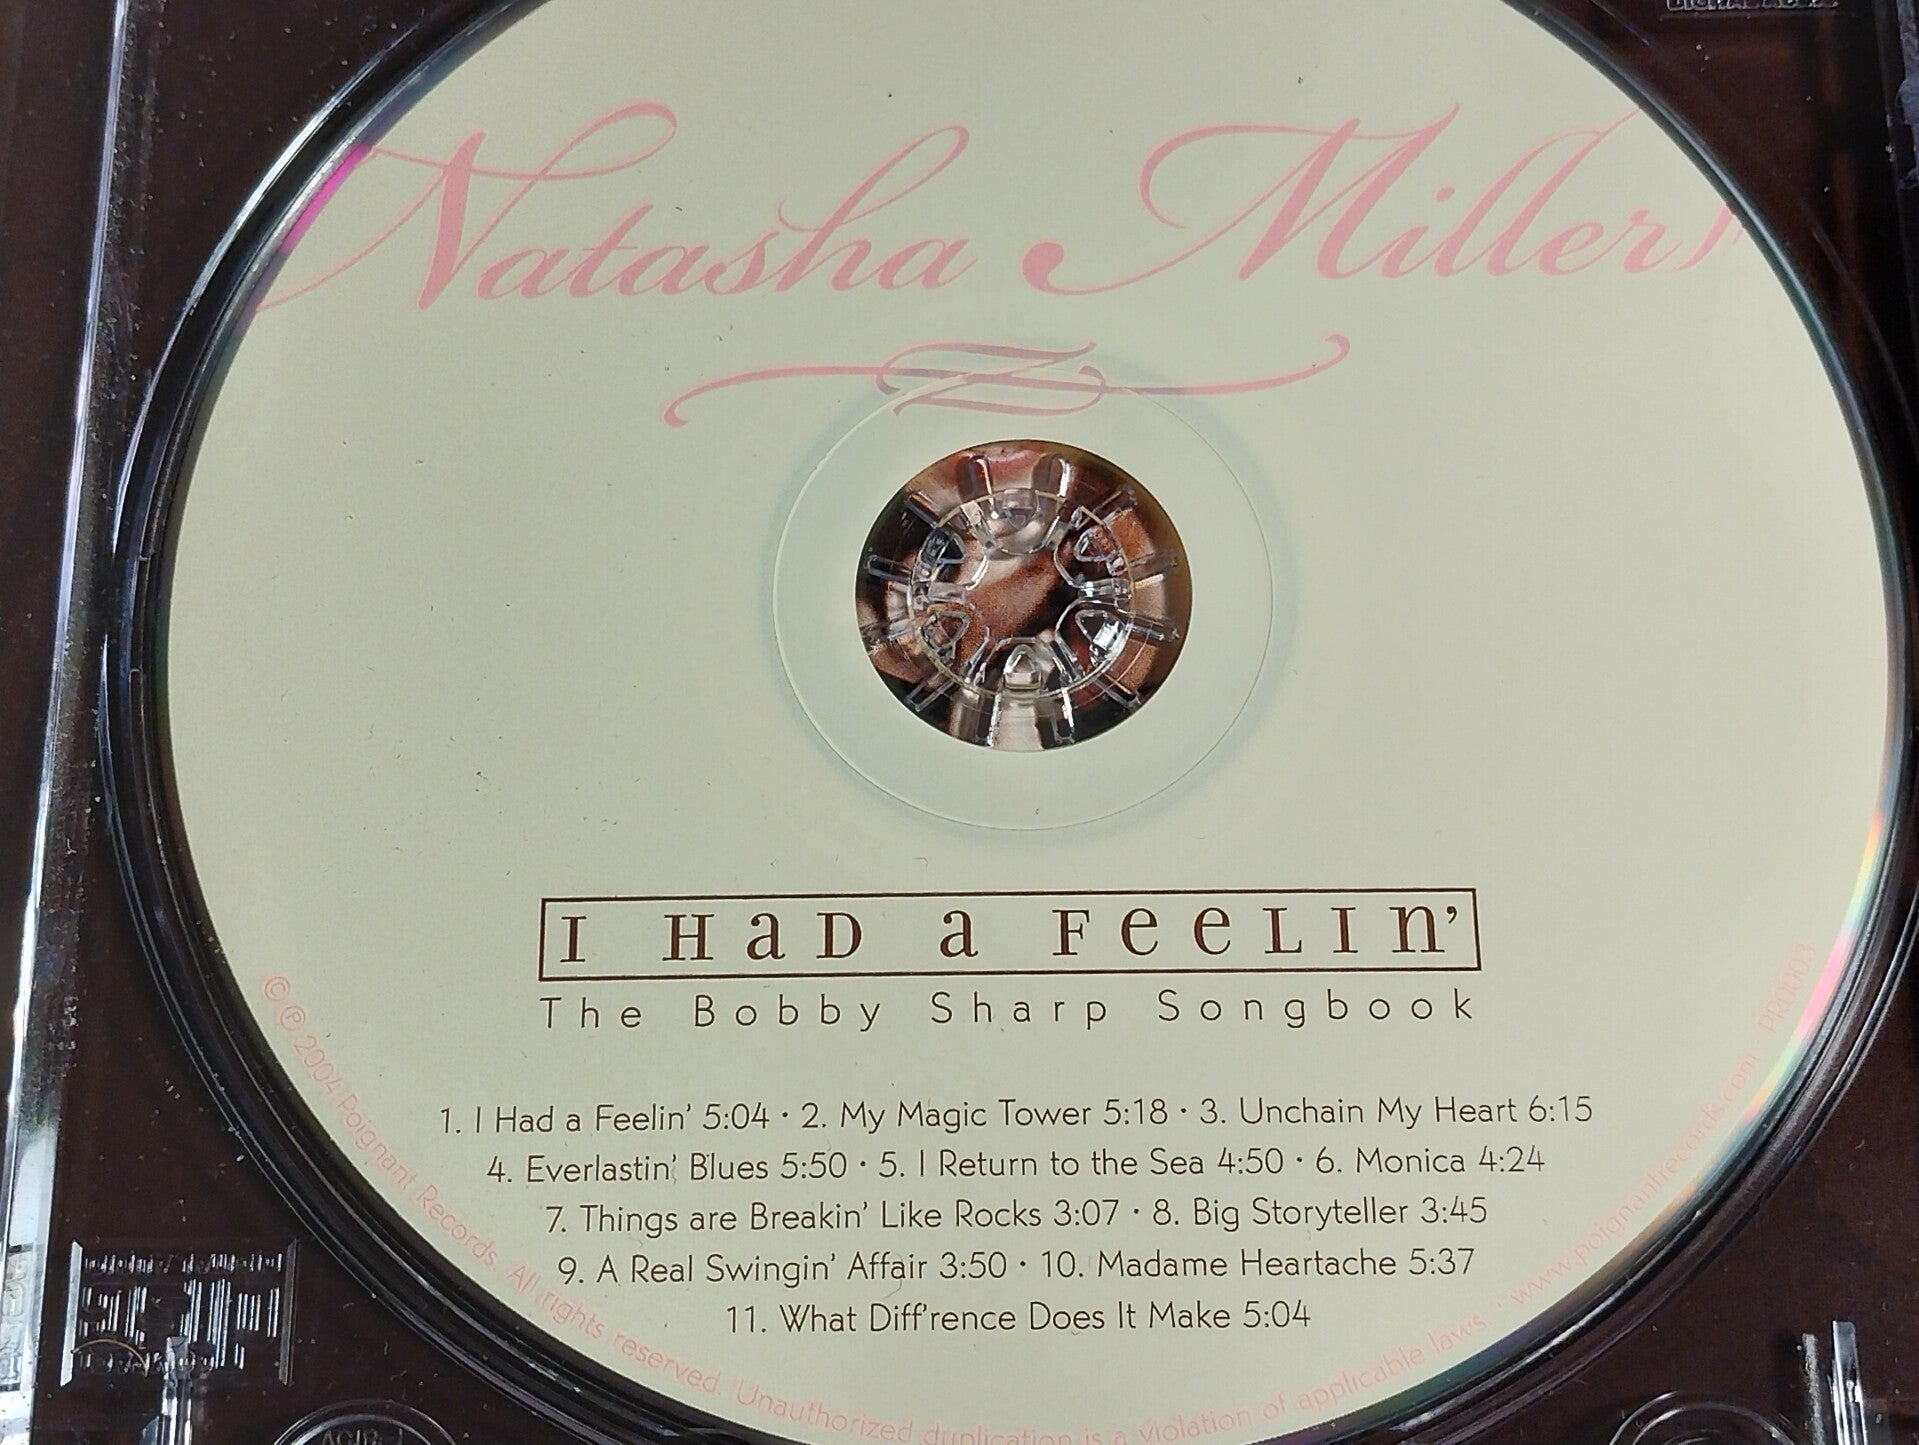 Natasha Miller
I Had a Feelin'
The Bobby Sharp Songbook
1. I Had a Feelin' 5:04 · 2. My Magic Tower 5:18 · 3. Unchain My Heart 6:15
4. Everlastin' Blues 5:50 · 5. I Return to the Sea 4:50 · 6. Monica 4:24
7. Things are Breakin' Like Rocks 3:07 · 8. Big Storyteller 3:45
9. A Real Swingin' Affair 3:50 · 10. Madame Heartache 5:37
11. What Diff'rence Does It Make 5:04
©℗ 2004 Poignant Records. All rights reserved. Unauthorized duplication is a violation of applicable laws · www.poignantrecords.com · PR0003